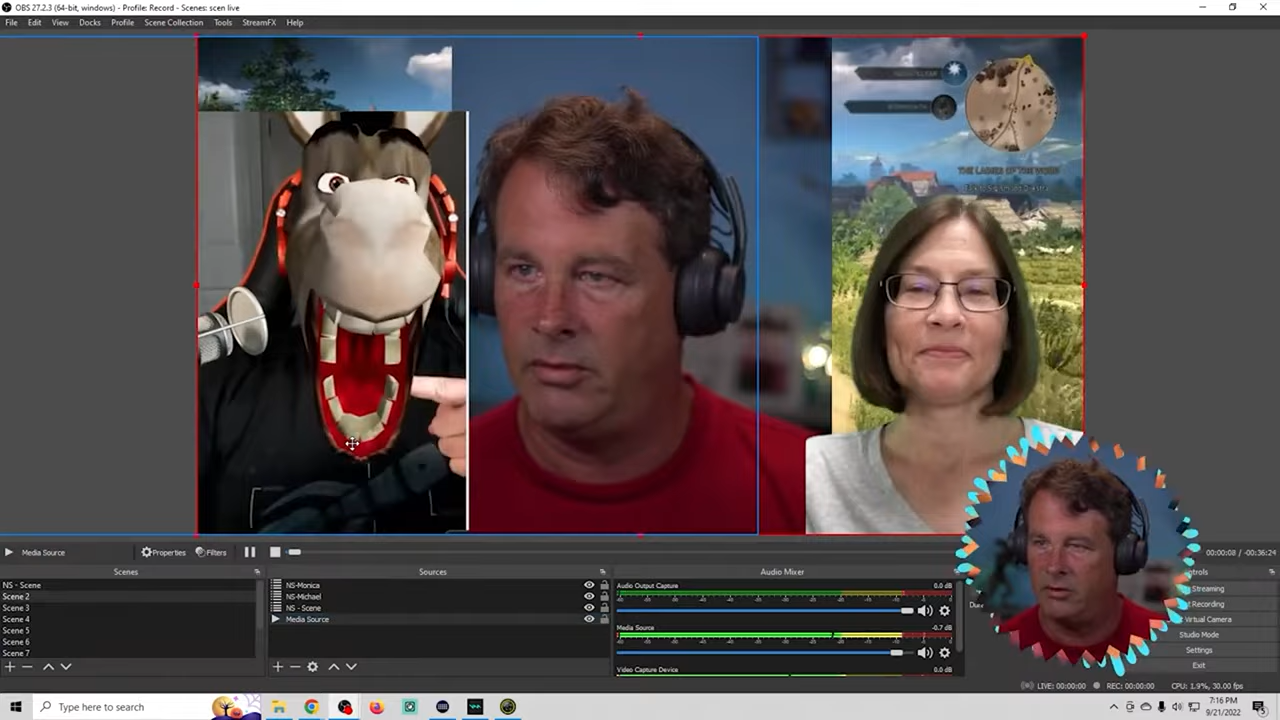 OBS 27.2.3 (64-bit, windows) - Profile: Record - Scenes: scen live
File Edit View Docks Profile Scene Collection Tools StreamFX Help
THE LADIES OF THE WOOD
Media Source Properties Filters 00:00:08 / -00:36:24
Scenes Sources Audio Mixer
NS - Scene
Scene 2
Scene 3
Scene 4
Scene 5
Scene 6
Scene 7
NS-Monica
NS-Michael
NS - Scene
Media Source
Audio Output Capture 0.0 dB
Media Source -0.7 dB
Video Capture Device 0.0 dB
Settings
Exit
Streaming
Recording
Virtual Camera
Studio Mode
LIVE: 00:00:00 REC: 00:00:00 CPU: 1.9%, 30.00 fps
Type here to search
7:16 PM
9/21/2022